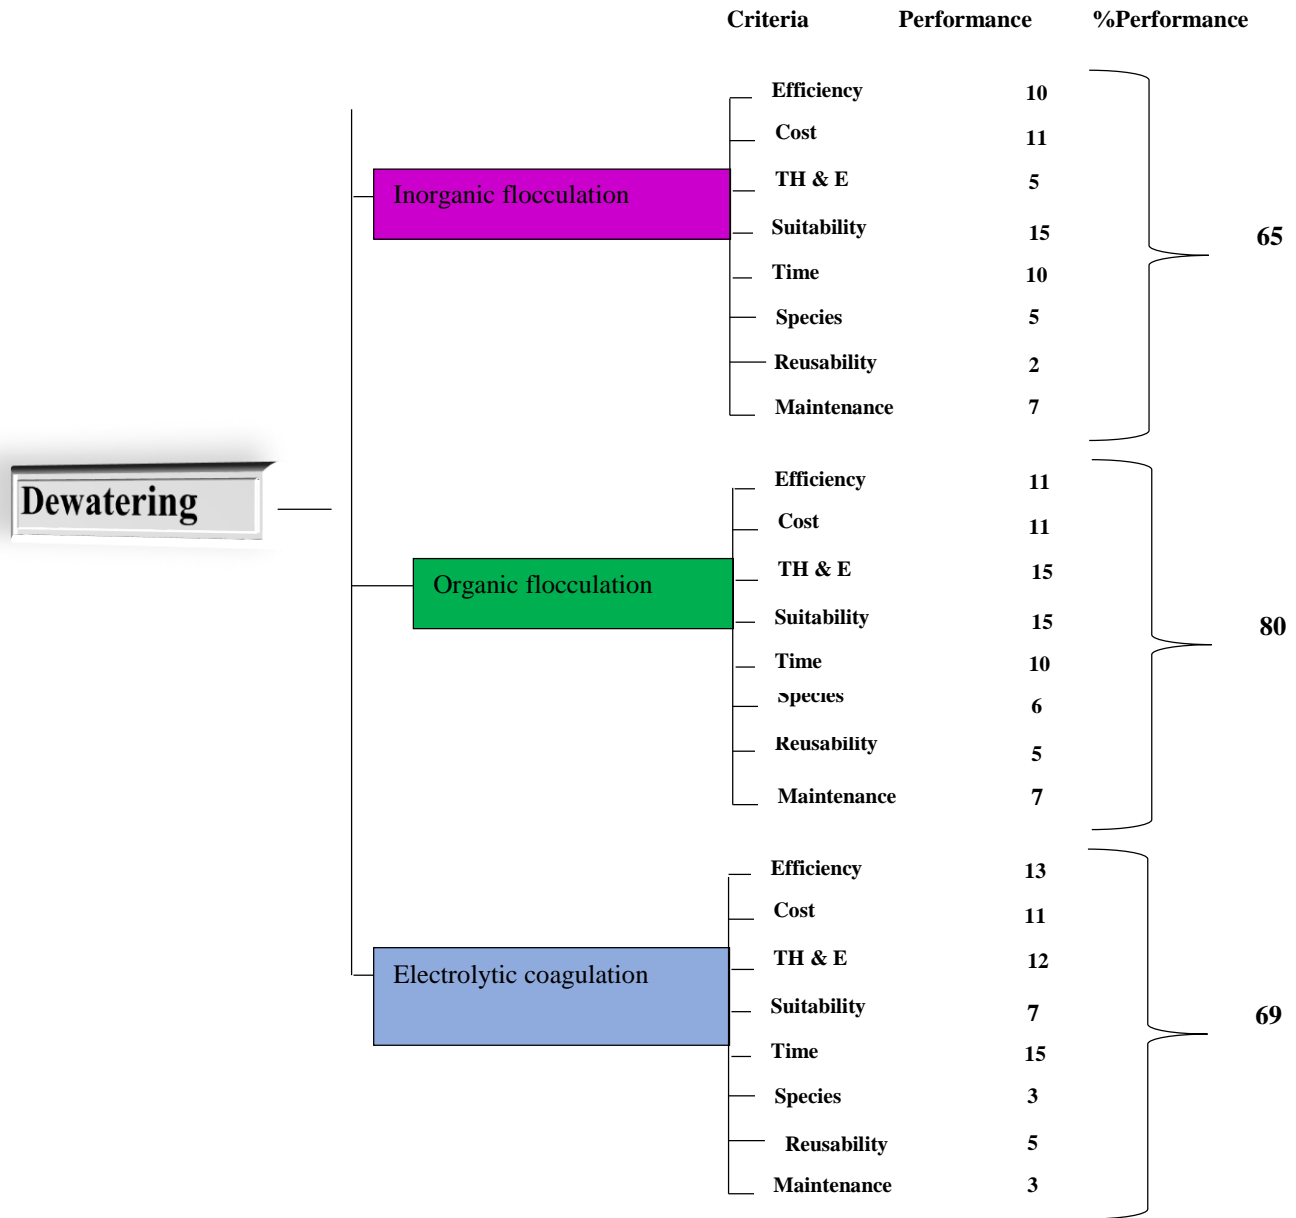 Criteria Performance %Performance
Efficiency 10
Cost 11
TH & E 5
Inorganic flocculation
Suitability 15
65
Time 10
Species 5
Reusability 2
Maintenance 7
Dewatering
Efficiency 11
Cost 11
TH & E 15
Organic flocculation
Suitability 15
80
Time 10
Species 6
Reusability 5
Maintenance 7
Efficiency 13
Cost 11
TH & E 12
Electrolytic coagulation
Suitability 7
69
Time 15
Species 3
Reusability 5
Maintenance 3